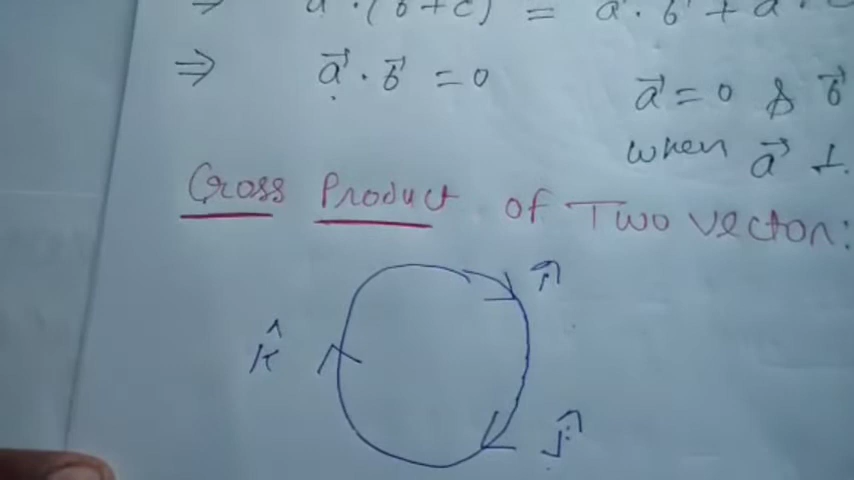 ⇒ a⃗ · (b⃗ + c⃗) = a⃗ · b⃗ + a⃗ ·
⇒ a⃗ · b⃗ = 0
a⃗ = 0 & b⃗
when a⃗ ⊥
Cross Product of Two vector:
î
k̂
ĵ